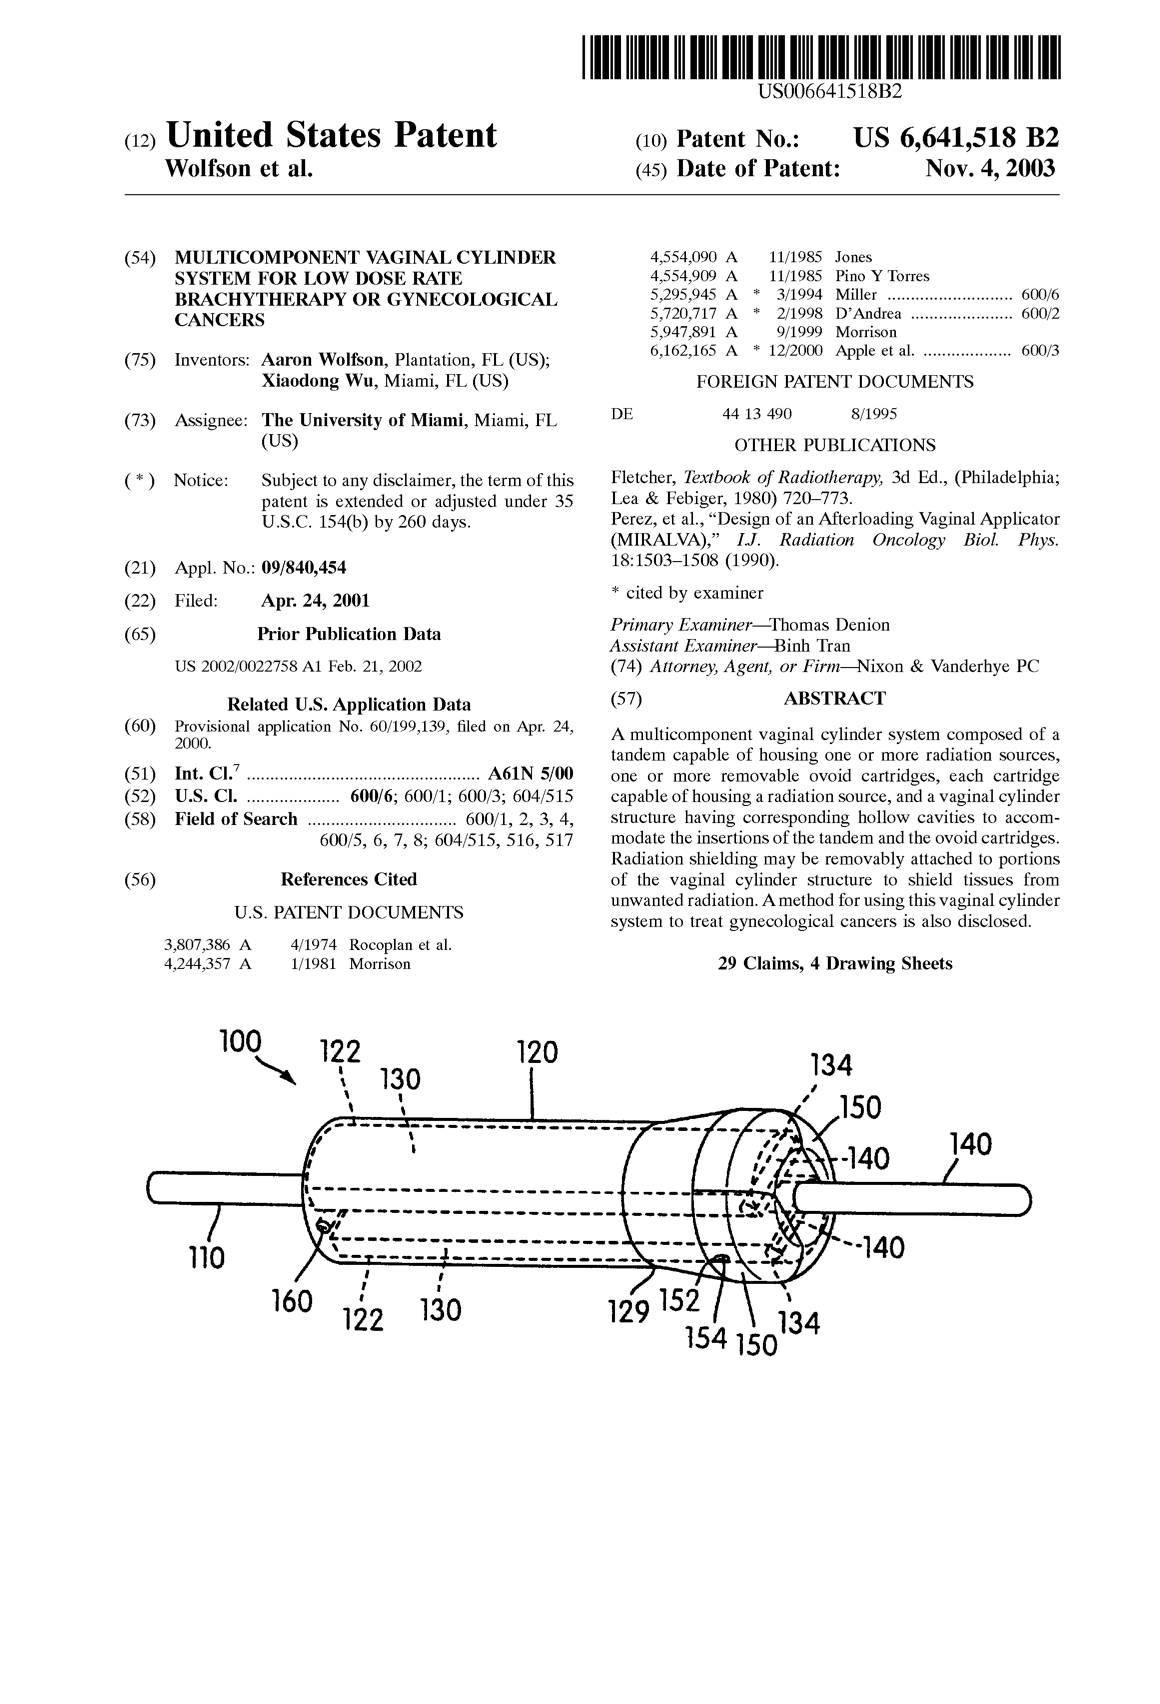 US006641518B2
(12) United States Patent
Wolfson et al.
(10) Patent No.: US 6,641,518 B2
(45) Date of Patent: Nov. 4, 2003
(54) MULTICOMPONENT VAGINAL CYLINDER
SYSTEM FOR LOW DOSE RATE
BRACHYTHERAPY OR GYNECOLOGICAL
CANCERS
(75) Inventors: Aaron Wolfson, Plantation, FL (US);
Xiaodong Wu, Miami, FL (US)
(73) Assignee: The University of Miami, Miami, FL
(US)
( * ) Notice: Subject to any disclaimer, the term of this
patent is extended or adjusted under 35
U.S.C. 154(b) by 260 days.
(21) Appl. No.: 09/840,454
(22) Filed: Apr. 24, 2001
(65) Prior Publication Data
US 2002/0022758 A1 Feb. 21, 2002
Related U.S. Application Data
(60) Provisional application No. 60/199,139, filed on Apr. 24,
2000.
(51) Int. Cl.7 ................................................. A61N 5/00
(52) U.S. Cl. .................... 600/6; 600/1; 600/3; 604/515
(58) Field of Search ................................ 600/1, 2, 3, 4,
600/5, 6, 7, 8; 604/515, 516, 517
(56) References Cited
U.S. PATENT DOCUMENTS
3,807,386 A 4/1974 Rocoplan et al.
4,244,357 A 1/1981 Morrison
4,554,090 A 11/1985 Jones
4,554,909 A 11/1985 Pino Y Torres
5,295,945 A * 3/1994 Miller ........................... 600/6
5,720,717 A * 2/1998 D'Andrea ...................... 600/2
5,947,891 A 9/1999 Morrison
6,162,165 A * 12/2000 Apple et al. ................... 600/3
FOREIGN PATENT DOCUMENTS
DE 44 13 490 8/1995
OTHER PUBLICATIONS
Fletcher, Textbook of Radiotherapy, 3d Ed., (Philadelphia;
Lea & Febiger, 1980) 720–773.
Perez, et al., “Design of an Afterloading Vaginal Applicator
(MIRALVA),” I.J. Radiation Oncology Biol. Phys.
18:1503–1508 (1990).
* cited by examiner
Primary Examiner—Thomas Denion
Assistant Examiner—Binh Tran
(74) Attorney, Agent, or Firm—Nixon & Vanderhye PC
(57) ABSTRACT
A multicomponent vaginal cylinder system composed of a
tandem capable of housing one or more radiation sources,
one or more removable ovoid cartridges, each cartridge
capable of housing a radiation source, and a vaginal cylinder
structure having corresponding hollow cavities to accom-
modate the insertions of the tandem and the ovoid cartridges.
Radiation shielding may be removably attached to portions
of the vaginal cylinder structure to shield tissues from
unwanted radiation. A method for using this vaginal cylinder
system to treat gynecological cancers is also disclosed.
29 Claims, 4 Drawing Sheets
100
122
120
134
130
150
140
140
110
140
160
122
130
129
152
154
150
134